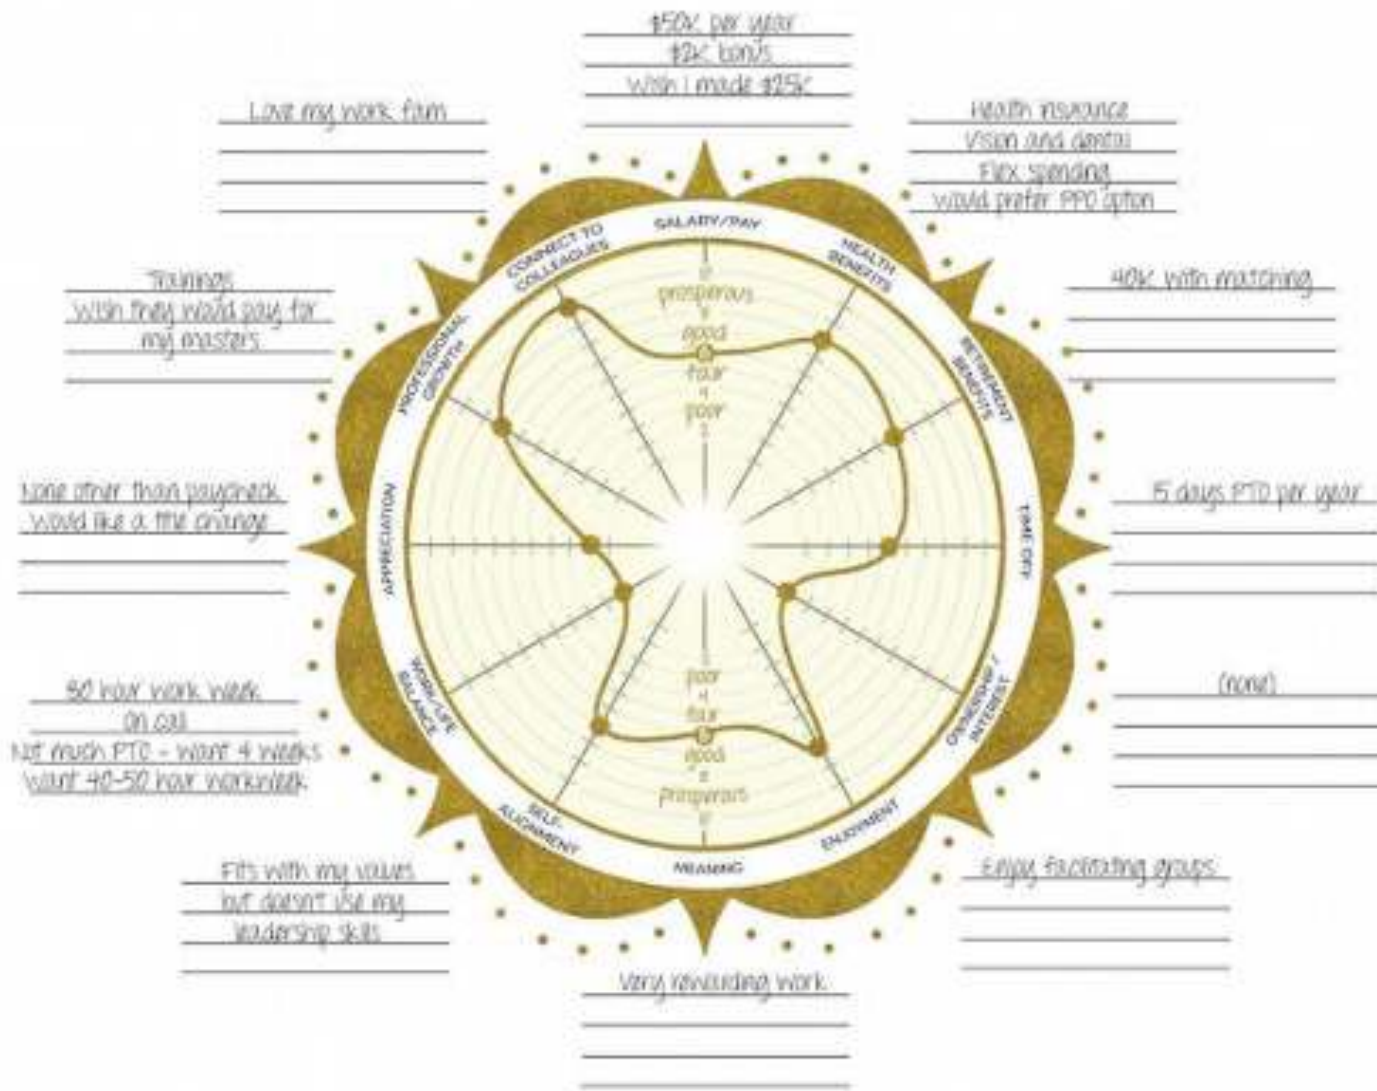 $50K per year
$2K bonus
Wish I made $25K
Love my work fam
Health insurance
Vision and dental
Flex spending
would prefer PPO option
SALARY/PAY
CONNECT TO
COLLEAGUES
HEALTH
BENEFITS
Trainings
Wish they would pay for
my masters
401K with matching
PROFESSIONAL
GROWTH
RETIREMENT
BENEFITS
prosperous
good
fair
4
poor
None other than paycheck
would like a title change
15 days PTO per year
APPRECIATION
TIME OFF
poor
4
fair
good
8
prosperous
WORK/LIFE
BALANCE
OWNERSHIP/
INTEREST
hour work week
on call
Not much PTO - want 4 weeks
Want 40-50 hour workweek
(none)
SELF-
ALIGNMENT
MEANING
ENJOYMENT
Fits with my values
but doesn't use my
leadership skills
Enjoy facilitating groups
Very rewarding work